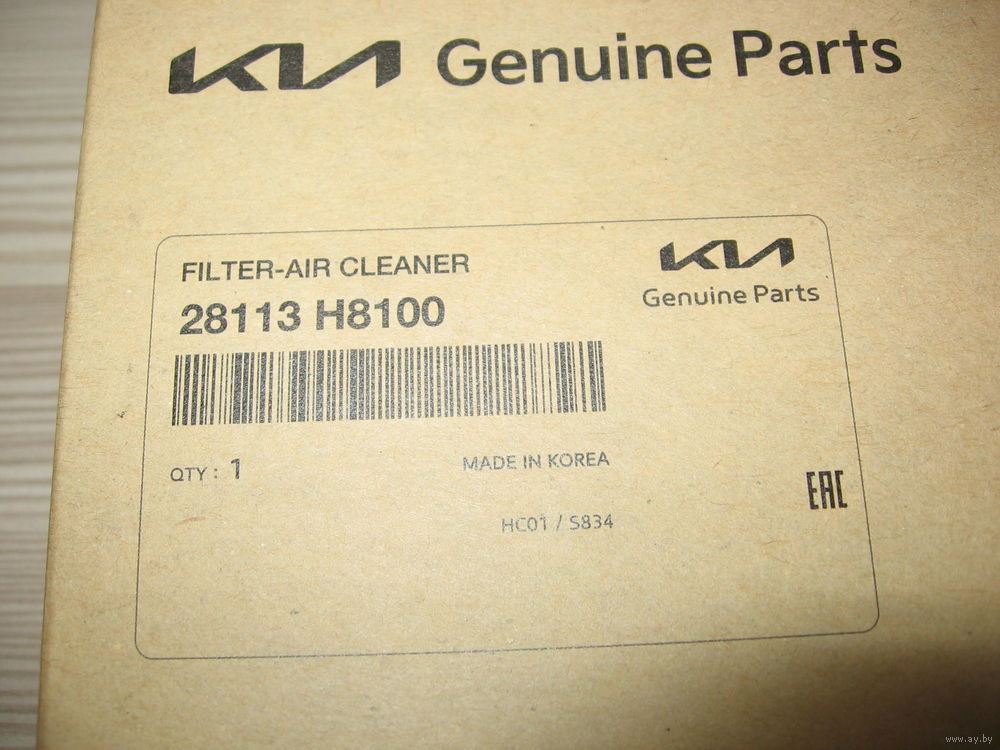 KIA Genuine Parts
FILTER-AIR CLEANER
28113 H8100
KIA
Genuine Parts
QTY : 1
MADE IN KOREA
HC01 / S834
EAC
www.ay.by